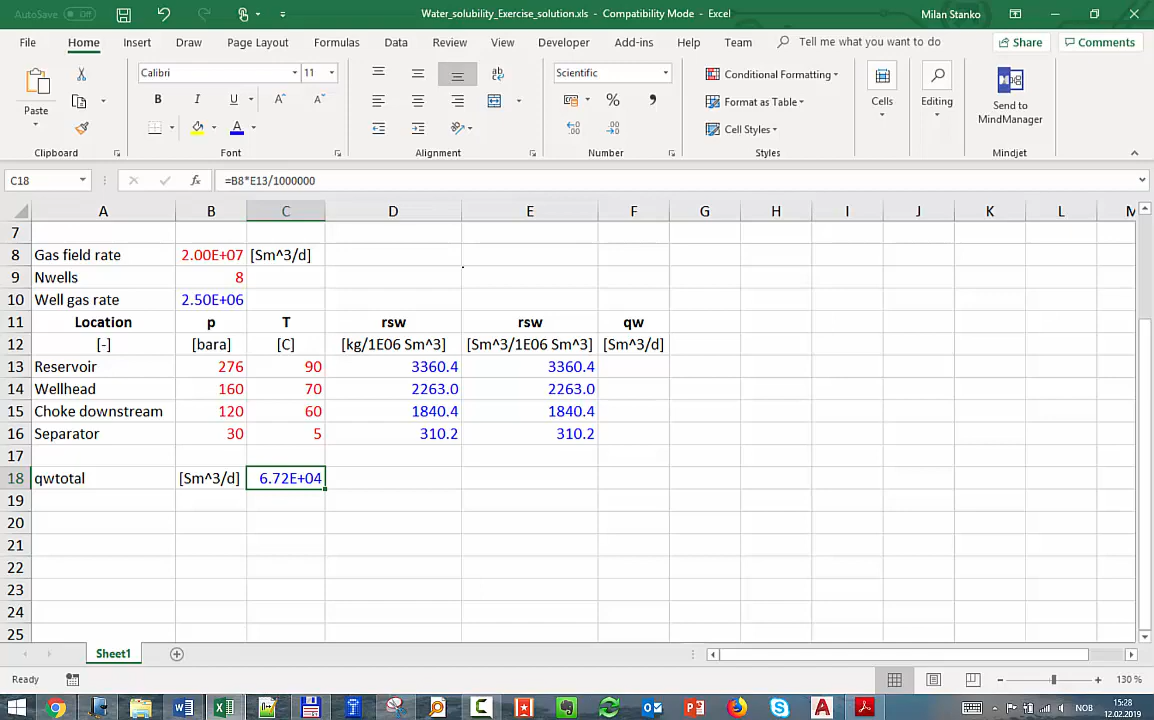 AutoSave Off Water_solubility_Exercise_solution.xls - Compatibility Mode - Excel Milan Stanko
File Home Insert Draw Page Layout Formulas Data Review View Developer Add-ins Help Team Tell me what you want to do Share Comments
Paste Calibri 11 Scientific Conditional Formatting Format as Table Cell Styles Cells Editing Send to MindManager
Clipboard Font Alignment Number Styles Mindjet
C18 fx =B8*E13/1000000
A B C D E F G H I J K L M
7
8 Gas field rate 2.00E+07 [Sm^3/d]
9 Nwells 8
10 Well gas rate 2.50E+06
11 Location p T rsw rsw qw
12 [-] [bara] [C] [kg/1E06 Sm^3] [Sm^3/1E06 Sm^3] [Sm^3/d]
13 Reservoir 276 90 3360.4 3360.4
14 Wellhead 160 70 2263.0 2263.0
15 Choke downstream 120 60 1840.4 1840.4
16 Separator 30 5 310.2 310.2
17
18 qwtotal [Sm^3/d] 6.72E+04
19
20
21
22
23
24
25
Sheet1
Ready 130 %
NOB 15:28
12.02.2019